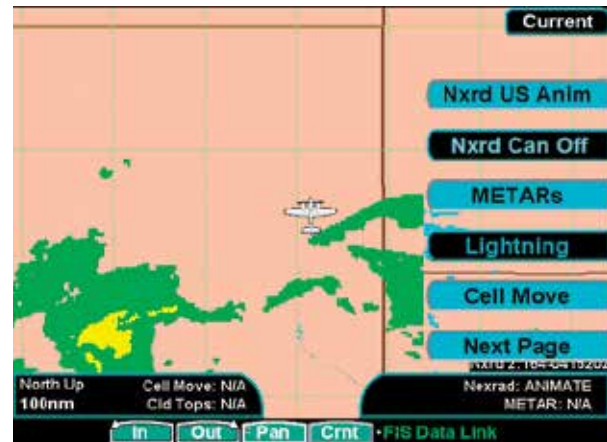 Current
Nxrd US Anim
Nxrd Can Off
METARs
Lightning
Cell Move
Next Page
North Up
100nm
Cell Move: N/A
Cld Tops: N/A
Nexrad: ANIMATE
METAR: N/A
In Out Pan Crnt FIS Data Link